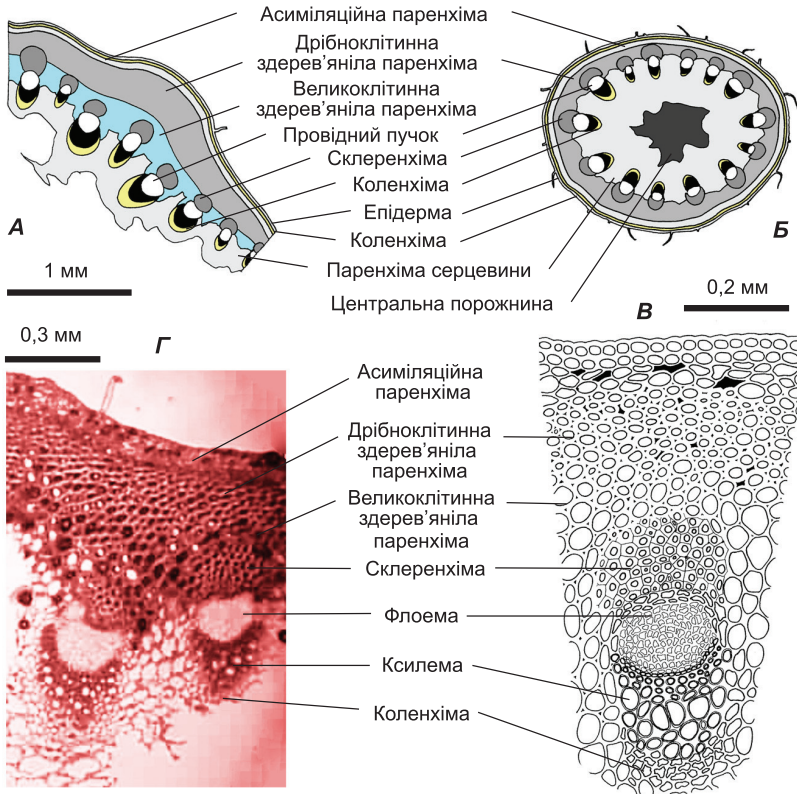 Асиміляційна паренхіма
Дрібноклітинна
здерев’яніла паренхіма
Великоклітинна
здерев’яніла паренхіма
Провідний пучок
Склеренхіма
Коленхіма
Епідерма
Коленхіма
Паренхіма серцевини
Центральна порожнина
А
Б
1 мм
0,2 мм
В
0,3 мм
Г
Асиміляційна
паренхіма
Дрібноклітинна
здерев’яніла
паренхіма
Великоклітинна
здерев’яніла
паренхіма
Склеренхіма
Флоема
Ксилема
Коленхіма